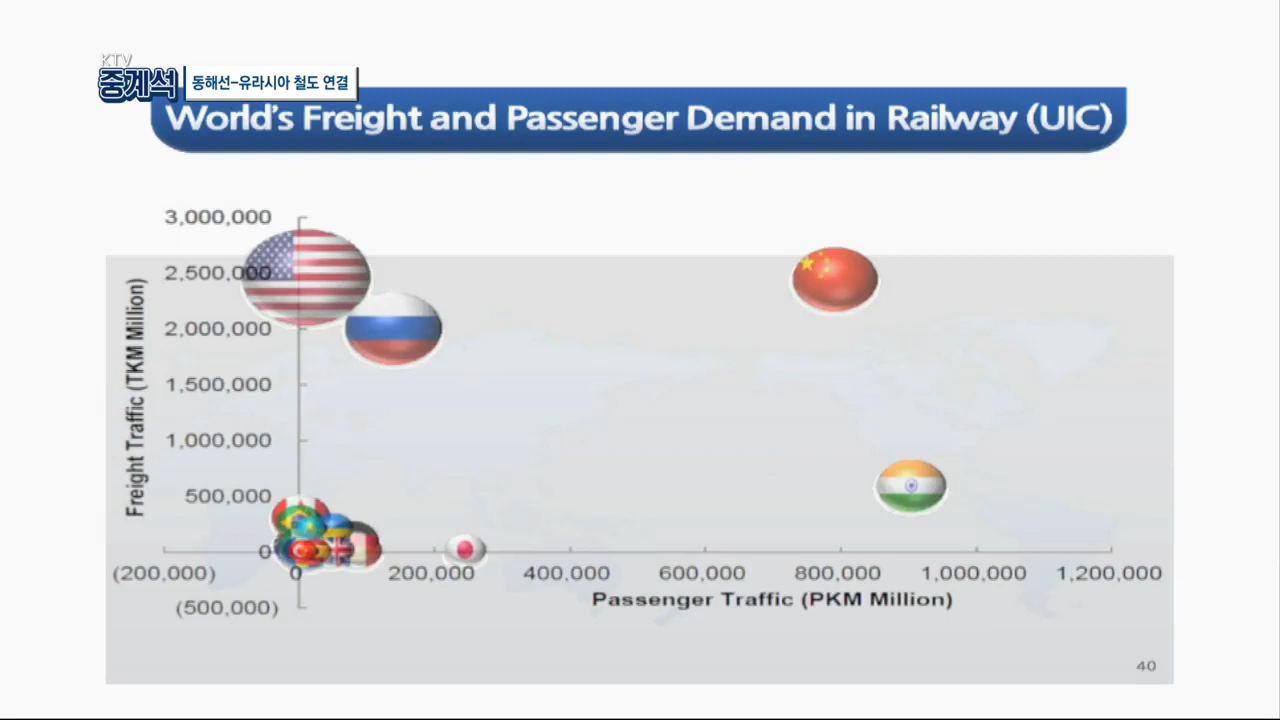 KTV
중계석
동해선-유라시아 철도 연결
World's Freight and Passenger Demand in Railway (UIC)
Freight Traffic (TKM Million)
3,000,000
2,500,000
2,000,000
1,500,000
1,000,000
500,000
0
(500,000)
(200,000)
0
200,000
400,000
600,000
800,000
1,000,000
1,200,000
Passenger Traffic (PKM Million)
40